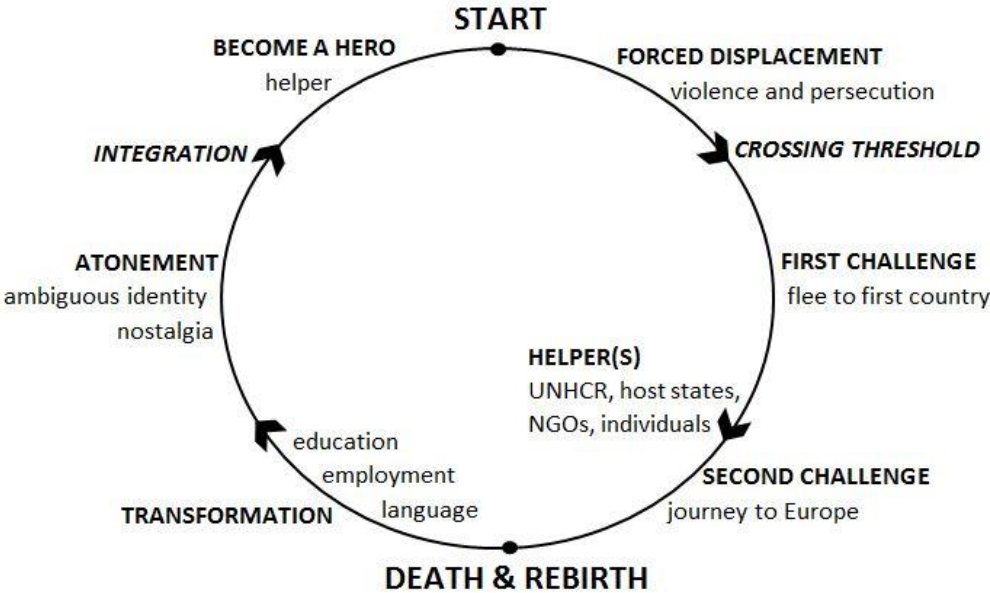 START
BECOME A HERO
helper
FORCED DISPLACEMENT
violence and persecution
INTEGRATION
CROSSING THRESHOLD
ATONEMENT
ambiguous identity
nostalgia
FIRST CHALLENGE
flee to first country
HELPER(S)
UNHCR, host states,
NGOs, individuals
education
employment
language
TRANSFORMATION
SECOND CHALLENGE
journey to Europe
DEATH & REBIRTH